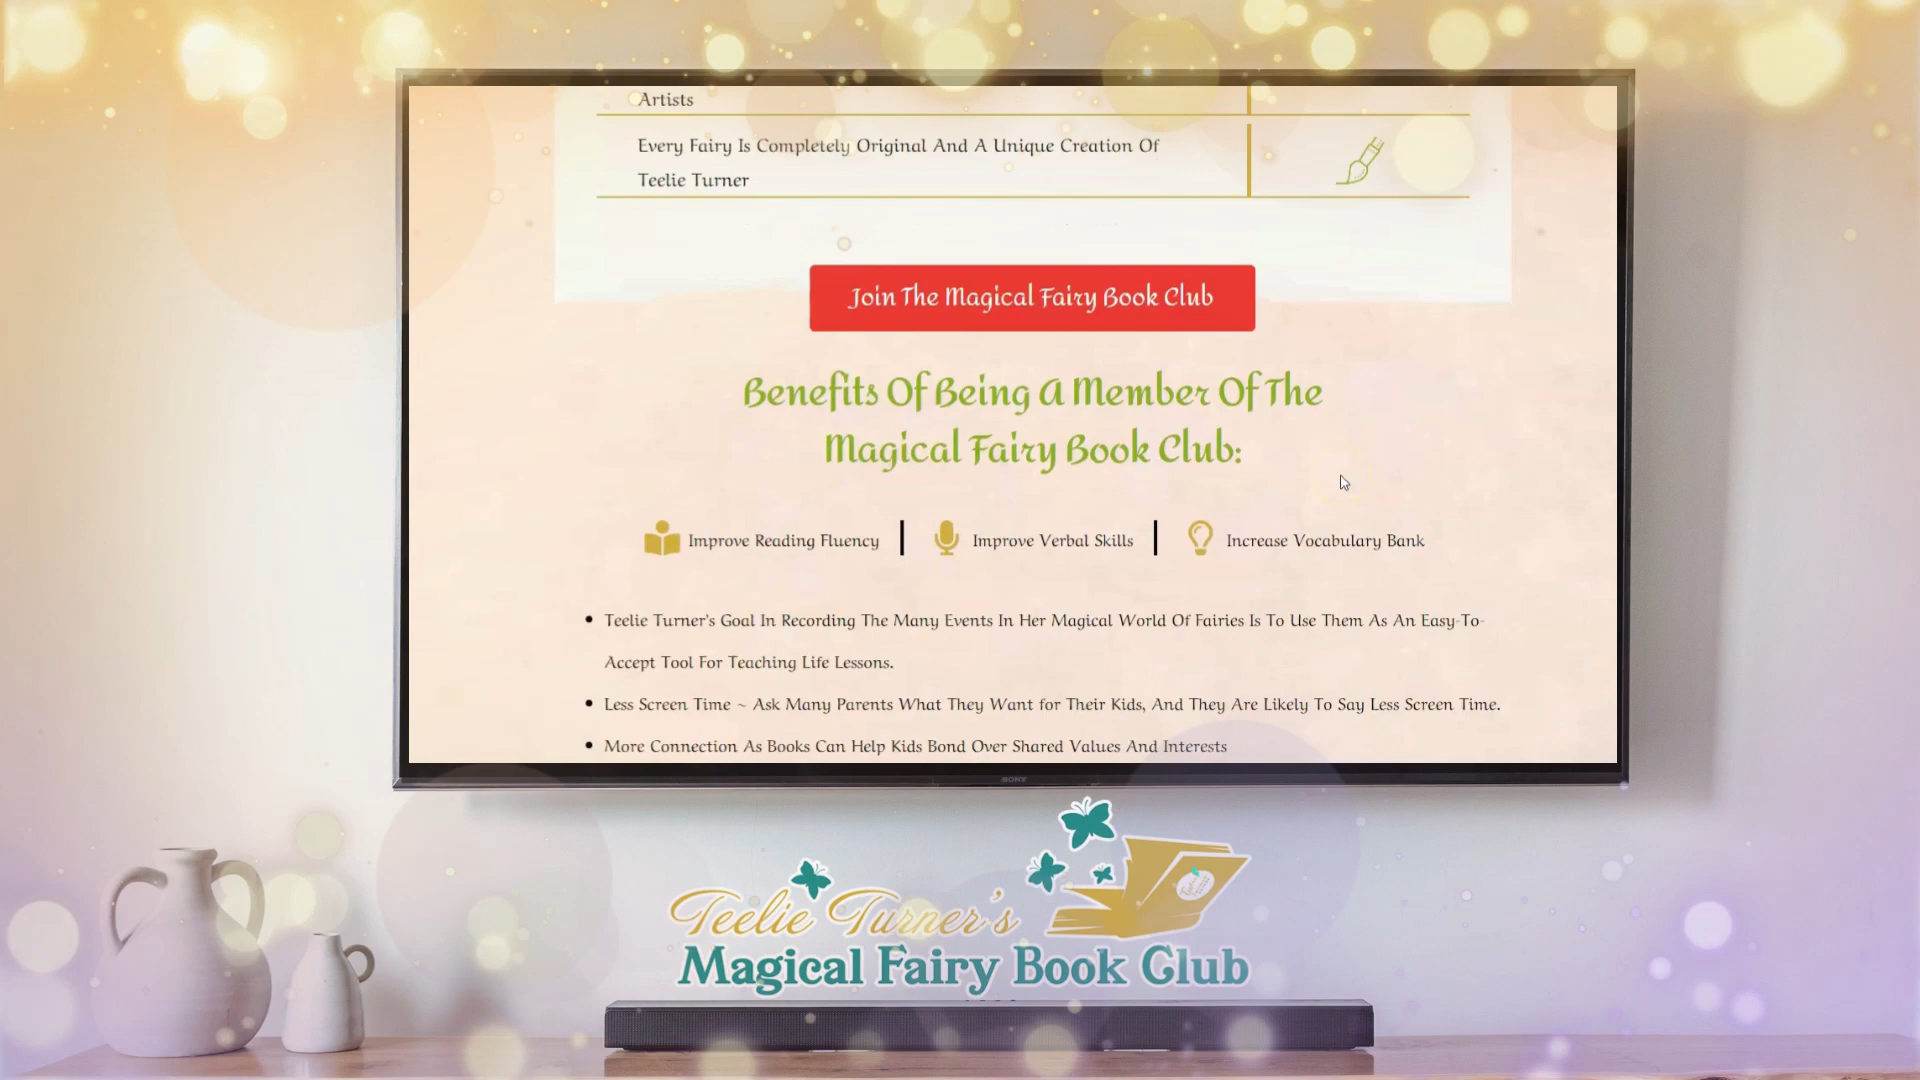 Artists
Every Fairy Is Completely Original And A Unique Creation Of
Teelie Turner
Join The Magical Fairy Book Club
Benefits Of Being A Member Of The
Magical Fairy Book Club:
Improve Reading Fluency
Improve Verbal Skills
Increase Vocabulary Bank
• Teelie Turner's Goal In Recording The Many Events In Her Magical World Of Fairies Is To Use Them As An Easy-To-
Accept Tool For Teaching Life Lessons.
• Less Screen Time ~ Ask Many Parents What They Want for Their Kids, And They Are Likely To Say Less Screen Time.
• More Connection As Books Can Help Kids Bond Over Shared Values And Interests
SONY
Teelie Turner's
Magical Fairy Book Club